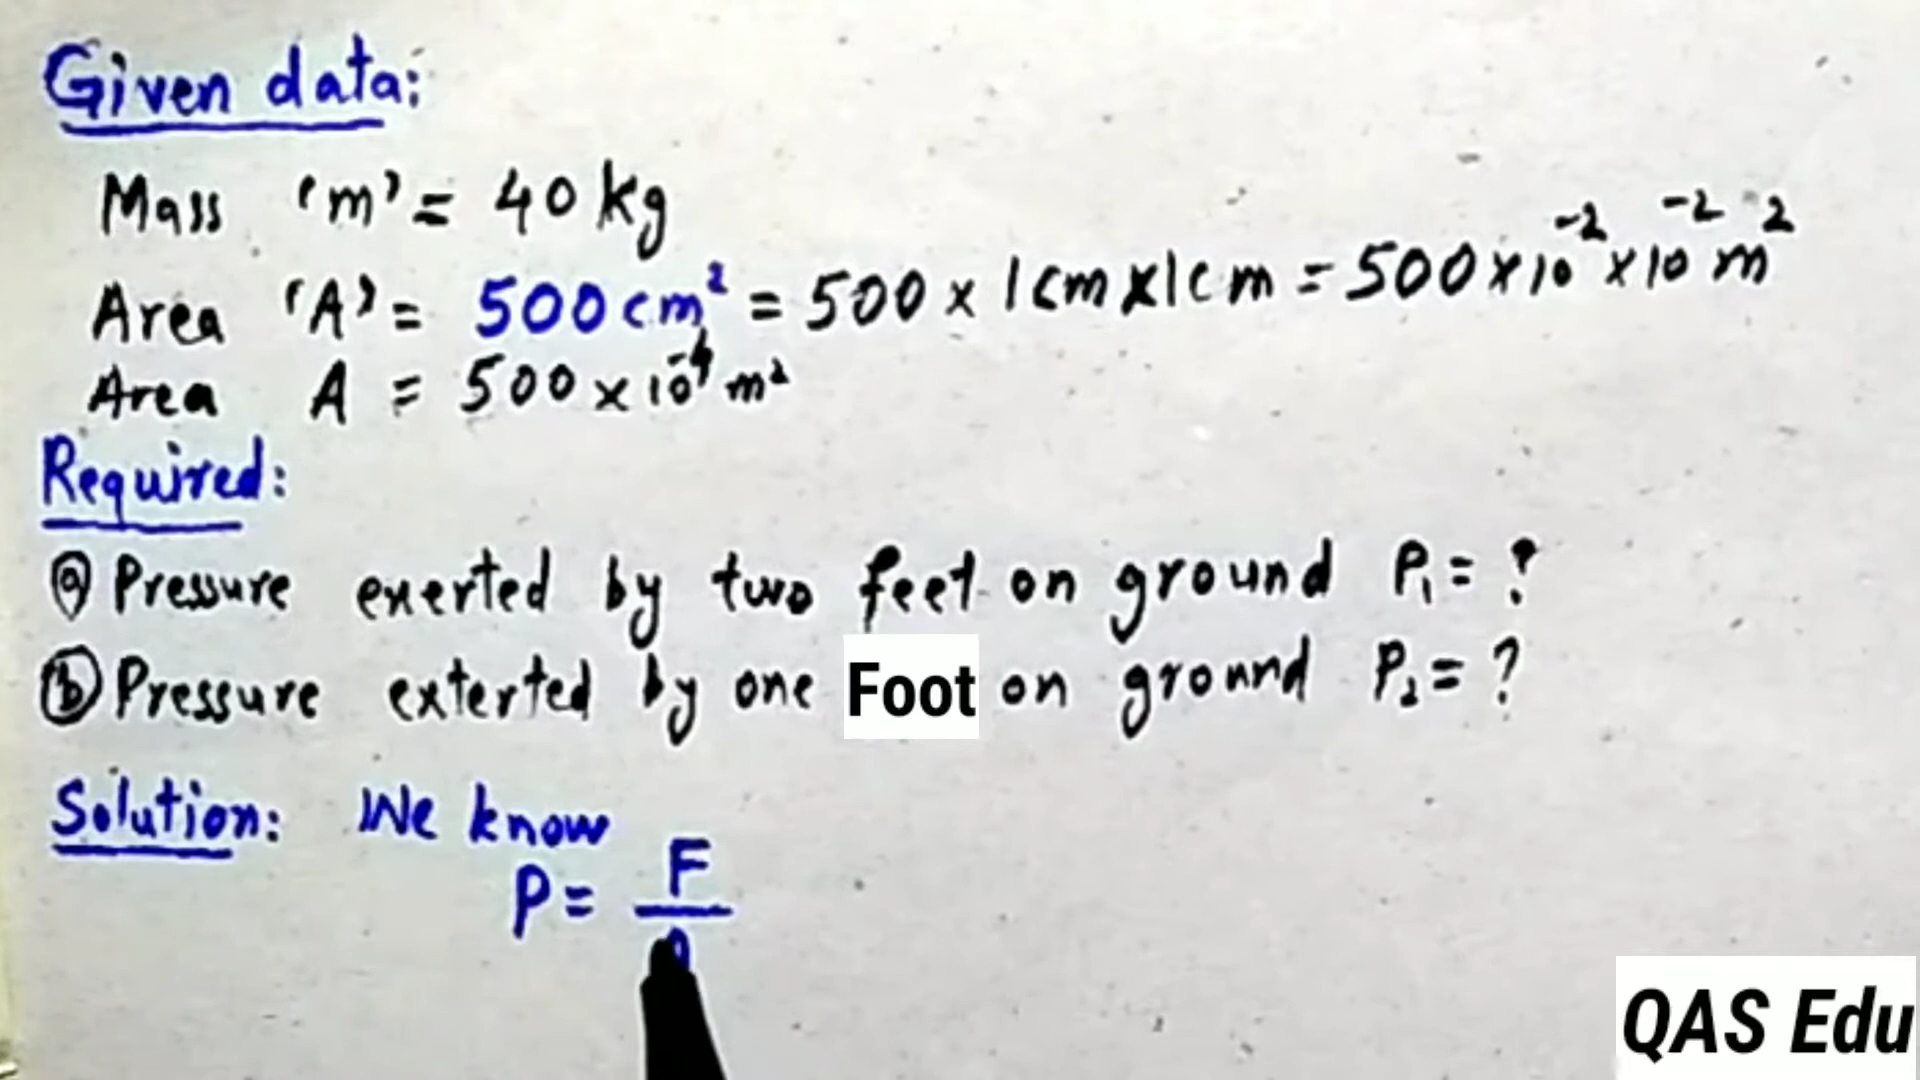 Given data:
Mass 'm' = 40 kg
Area 'A' = 500 cm² = 500 × 1cm × 1cm = 500 × 10⁻² × 10⁻² m²
Area A = 500 × 10⁻⁴ m²
Required:
ⓐ Pressure exerted by two feet on ground P₁ = ?
ⓑ Pressure exterted by one Foot on ground P₂ = ?
Solution: We know
P = F
QAS Edu